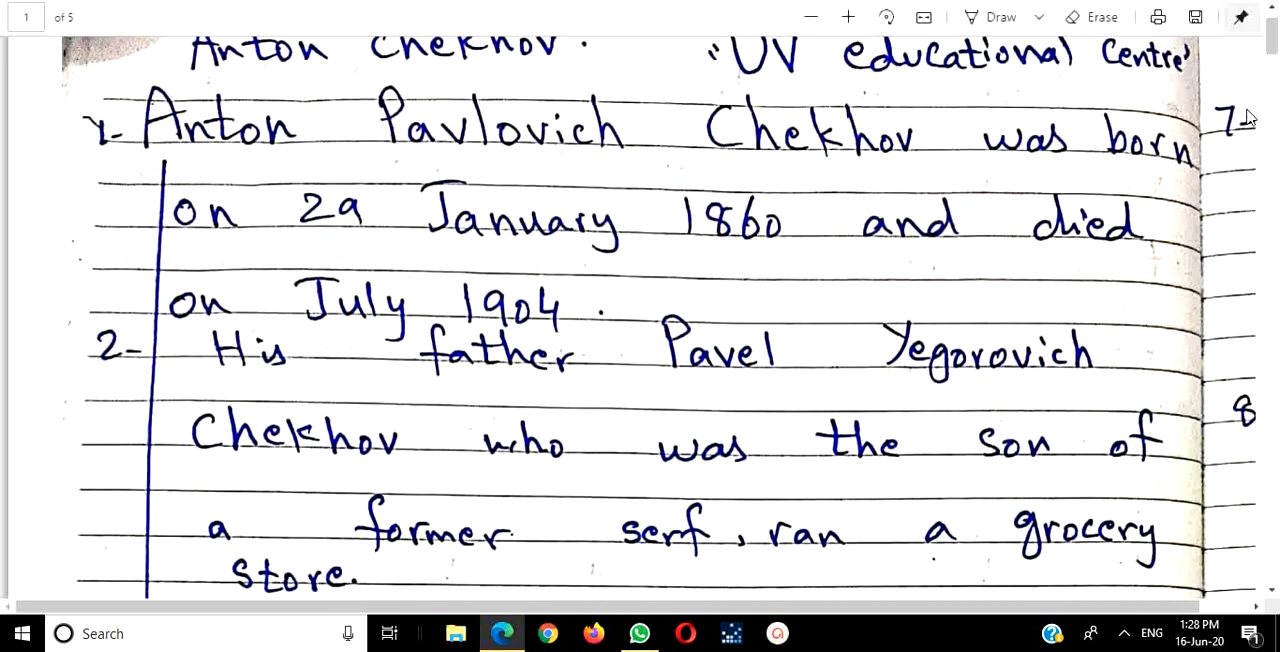 1 of 5 Draw Erase
Anton Chekhov. "UV educational Centre"
1- Anton Pavlovich Chekhov was born
7-
on 29 January 1860 and died
on July 1904.
2- His father Pavel Yegorovich
8
Chekhov who was the son of
a former serf, ran a grocery
store.
Search
ENG
1:28 PM
16-Jun-20
1